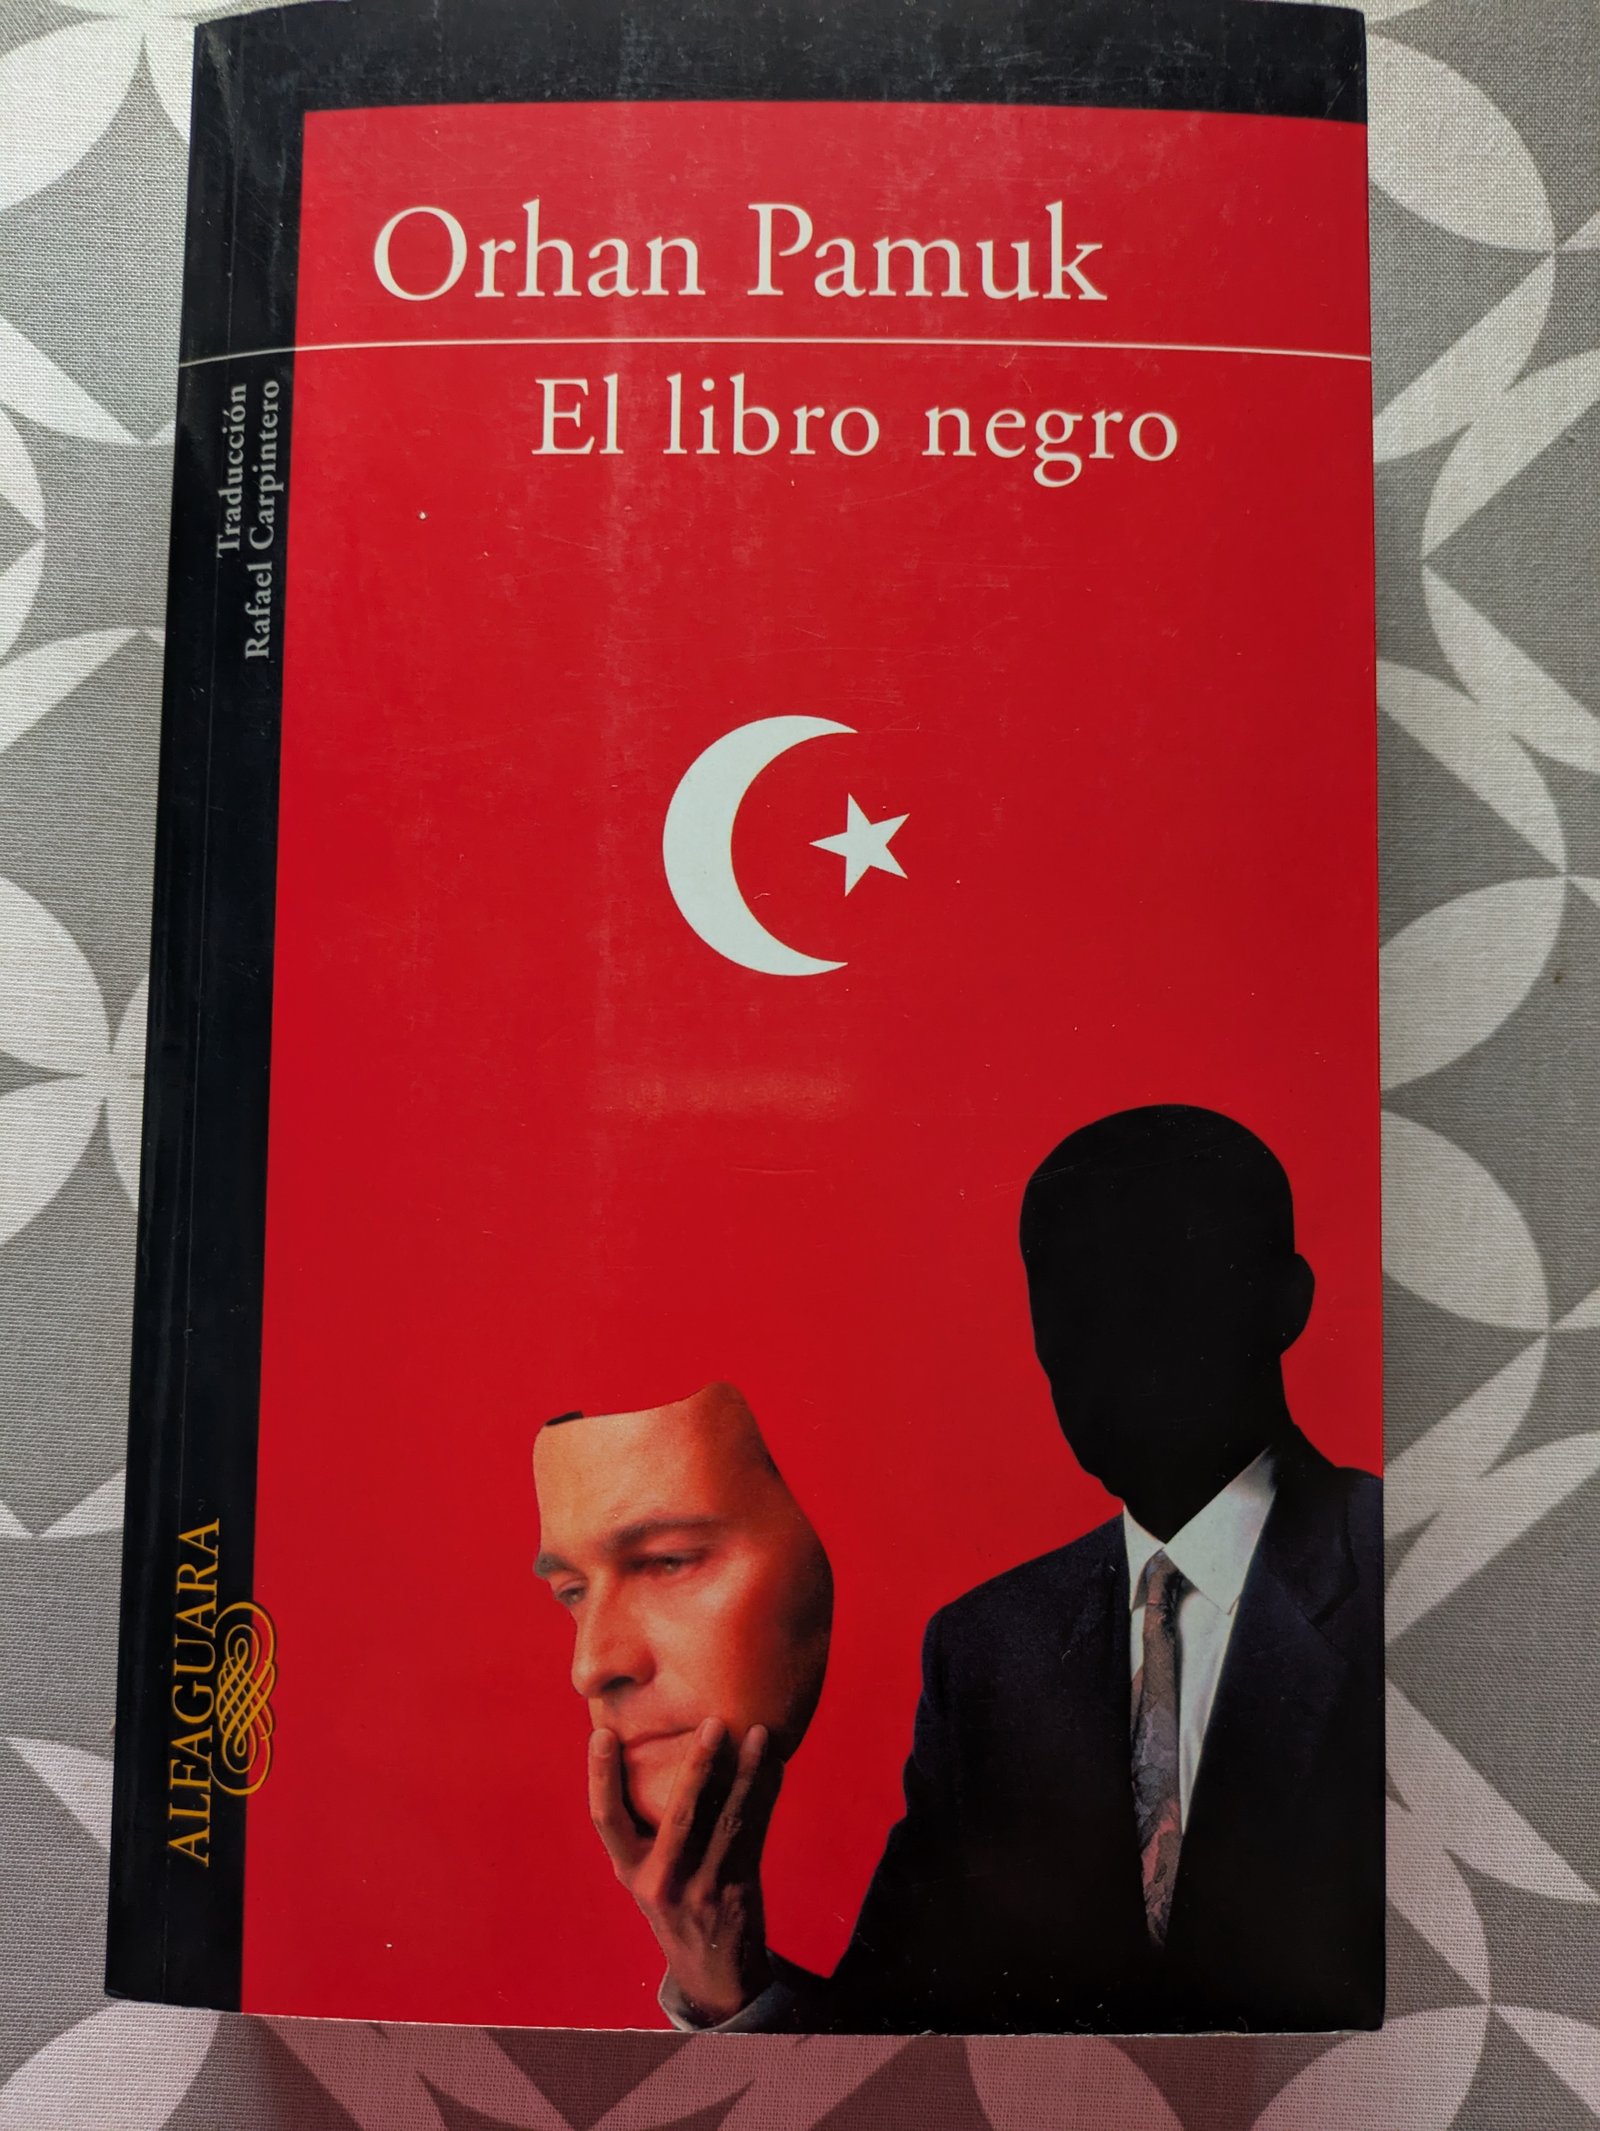 Orhan Pamuk
El libro negro
Traducción
Rafael Carpintero
ALFAGUARA